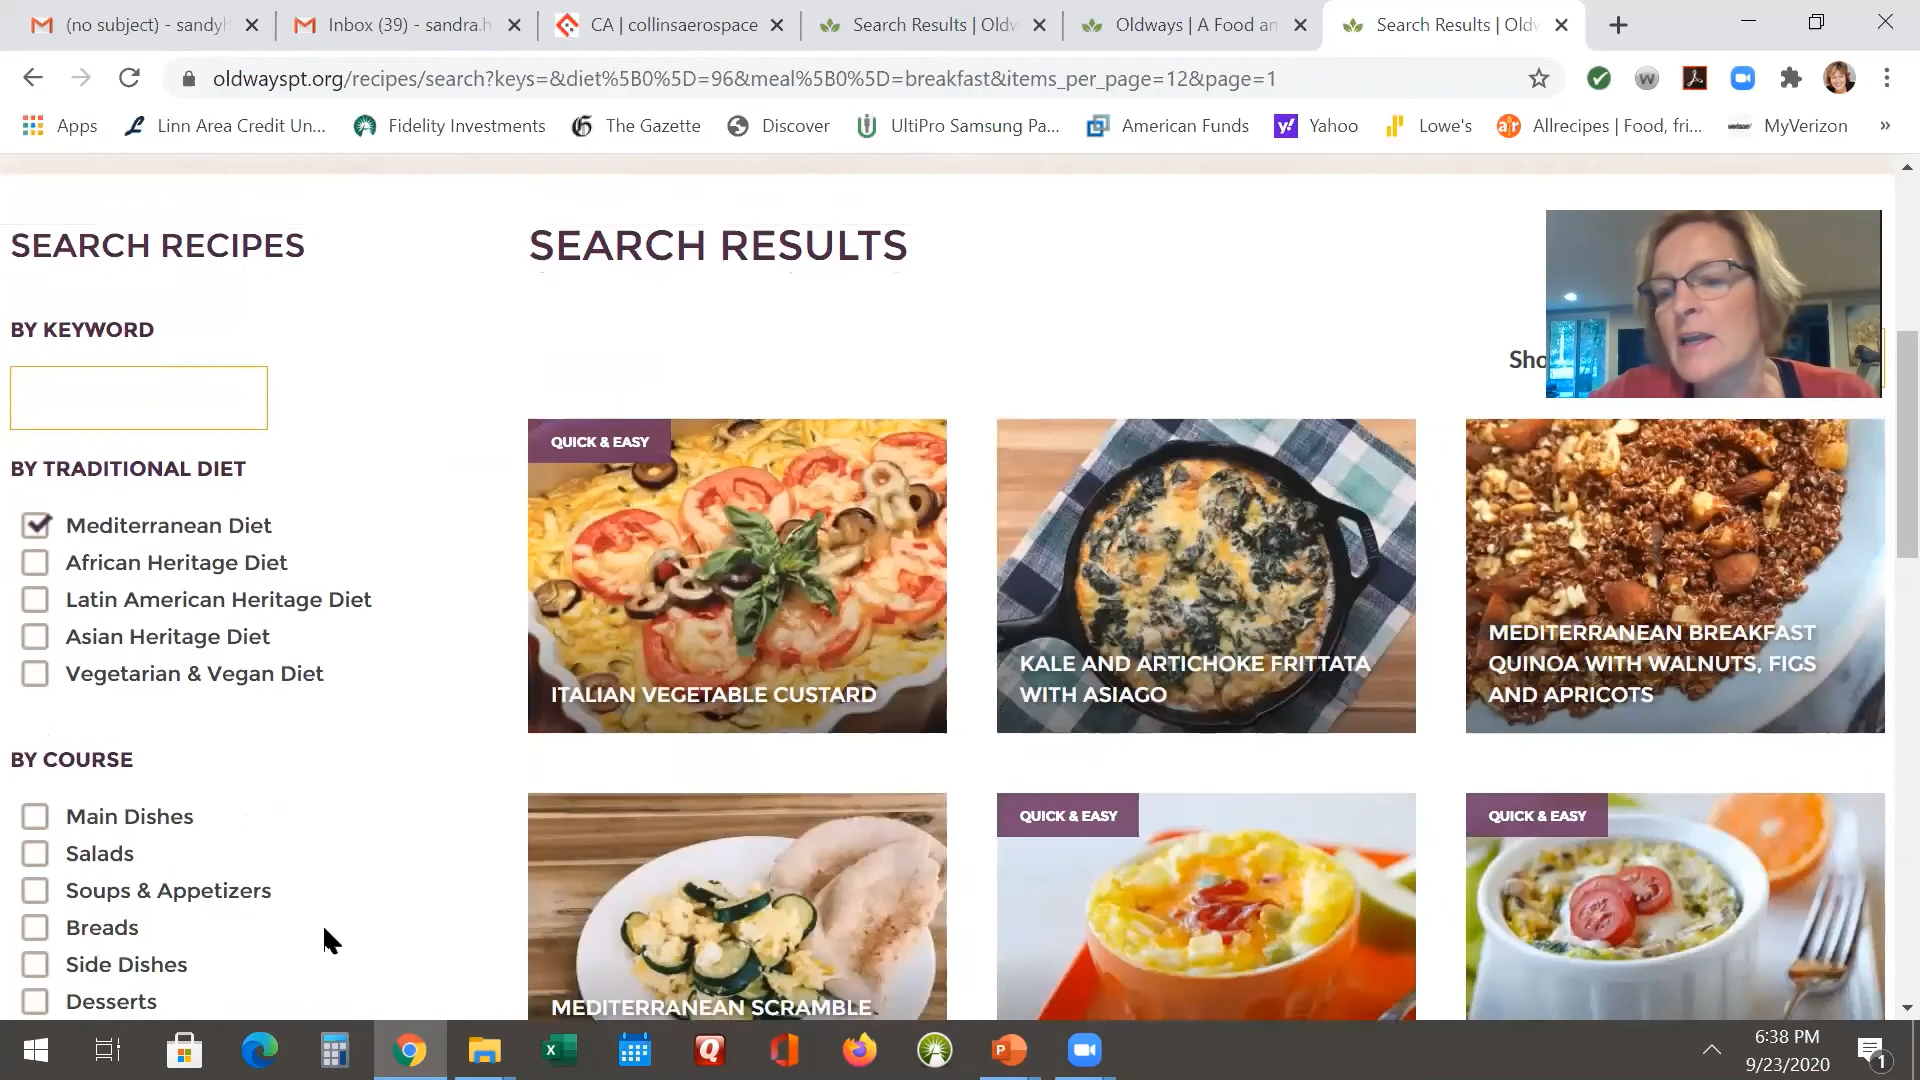 (no subject) - sandyh
Inbox (39) - sandra.h
CA | collinsaerospace
Search Results | Oldw
Oldways | A Food an
Search Results | Oldw
oldwayspt.org/recipes/search?keys=&diet%5B0%5D=96&meal%5B0%5D=breakfast&items_per_page=12&page=1
Apps
Linn Area Credit Un...
Fidelity Investments
The Gazette
Discover
UltiPro Samsung Pa...
American Funds
Yahoo
Lowe's
Allrecipes | Food, fri...
MyVerizon
»
SEARCH RECIPES
SEARCH RESULTS
BY KEYWORD
Sho
BY TRADITIONAL DIET
Mediterranean Diet
African Heritage Diet
Latin American Heritage Diet
Asian Heritage Diet
Vegetarian & Vegan Diet
BY COURSE
Main Dishes
Salads
Soups & Appetizers
Breads
Side Dishes
Desserts
QUICK & EASY
ITALIAN VEGETABLE CUSTARD
KALE AND ARTICHOKE FRITTATA
WITH ASIAGO
MEDITERRANEAN BREAKFAST
QUINOA WITH WALNUTS, FIGS
AND APRICOTS
MEDITERRANEAN SCRAMBLE
QUICK & EASY
QUICK & EASY
6:38 PM
9/23/2020
1